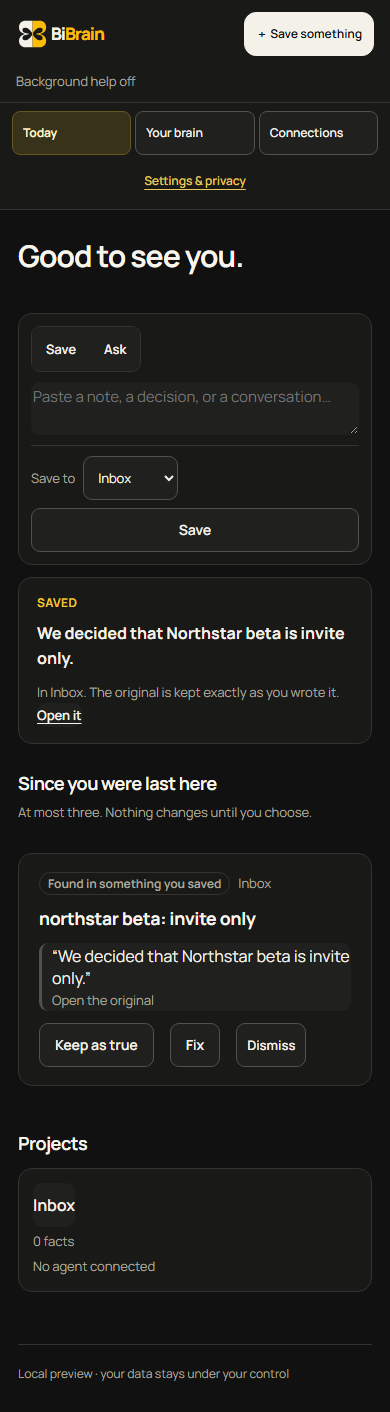 BiBrain
+ Save something
Background help off
Today
Your brain
Connections
Settings & privacy
Good to see you.
Save
Ask
Paste a note, a decision, or a conversation...
Save to
Inbox
Save
SAVED
We decided that Northstar beta is invite
only.
In Inbox. The original is kept exactly as you wrote it.
Open it
Since you were last here
At most three. Nothing changes until you choose.
Found in something you saved
Inbox
northstar beta: invite only
“We decided that Northstar beta is invite
only.”
Open the original
Keep as true
Fix
Dismiss
Projects
Inbox
0 facts
No agent connected
Local preview · your data stays under your control